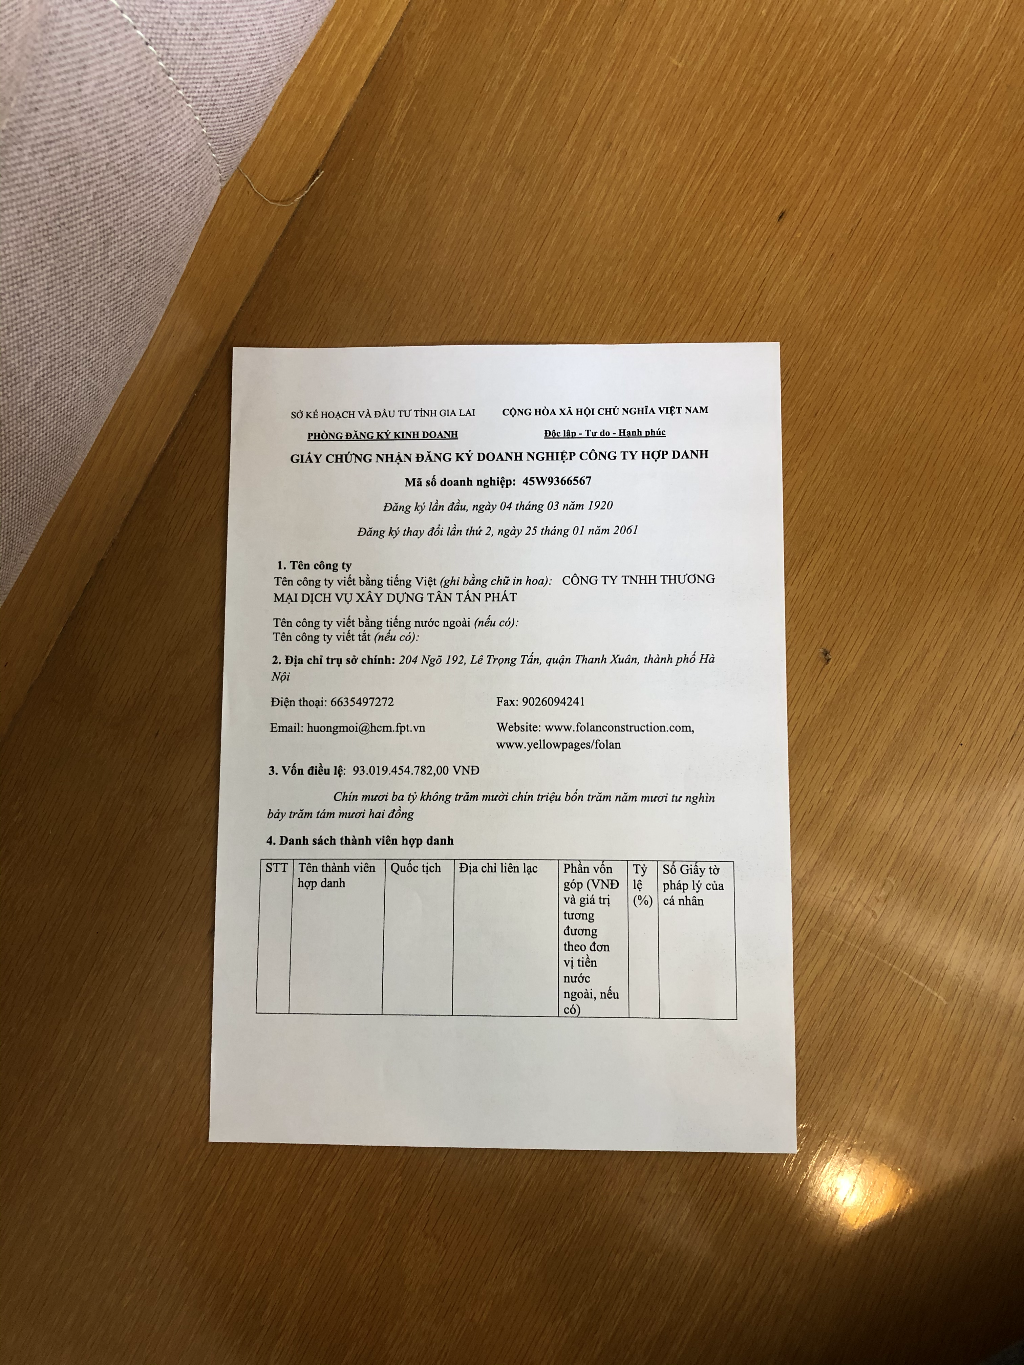 SỞ KẾ HOẠCH VÀ ĐẦU TƯ TỈNH GIA LAI CỘNG HÒA XÃ HỘI CHỦ NGHĨA VIỆT NAM
PHÒNG ĐĂNG KÝ KINH DOANH Độc lập - Tự do - Hạnh phúc
GIẤY CHỨNG NHẬN ĐĂNG KÝ DOANH NGHIỆP CÔNG TY HỢP DANH
Mã số doanh nghiệp: 45W9366567
Đăng ký lần đầu, ngày 04 tháng 03 năm 1920
Đăng ký thay đổi lần thứ 2, ngày 25 tháng 01 năm 2061
1. Tên công ty
Tên công ty viết bằng tiếng Việt (ghi bằng chữ in hoa): CÔNG TY TNHH THƯƠNG
MẠI DỊCH VỤ XÂY DỰNG TÂN TẤN PHÁT
Tên công ty viết bằng tiếng nước ngoài (nếu có):
Tên công ty viết tắt (nếu có):
2. Địa chỉ trụ sở chính: 204 Ngõ 192, Lê Trọng Tấn, quận Thanh Xuân, thành phố Hà
Nội
Điện thoại: 6635497272 Fax: 9026094241
Email: huongmoi@hcm.fpt.vn Website: www.folanconstruction.com,
www.yellowpages/folan
3. Vốn điều lệ: 93.019.454.782,00 VNĐ
Chín mươi ba tỷ không trăm mười chín triệu bốn trăm năm mươi tư nghìn
bảy trăm tám mươi hai đồng
4. Danh sách thành viên hợp danh
STT Tên thành viên Quốc tịch Địa chỉ liên lạc Phần vốn Tỷ Số Giấy tờ
hợp danh góp (VNĐ lệ pháp lý của
và giá trị (%) cá nhân
tương
đương
theo đơn
vị tiền
nước
ngoài, nếu
có)